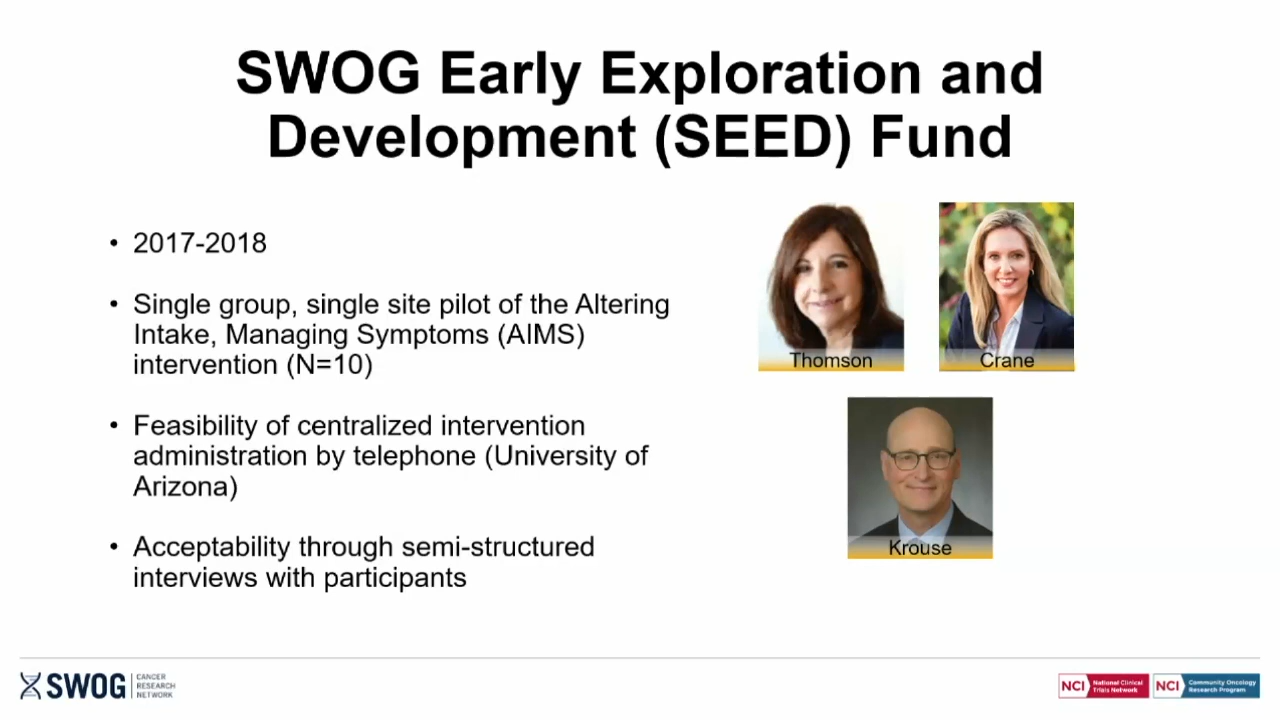 SWOG Early Exploration and
Development (SEED) Fund
• 2017-2018
• Single group, single site pilot of the Altering
Intake, Managing Symptoms (AIMS)
intervention (N=10)
• Feasibility of centralized intervention
administration by telephone (University of
Arizona)
• Acceptability through semi-structured
interviews with participants
Thomson
Crane
Krouse
SWOG
CANCER
RESEARCH
NETWORK
NCI
National Clinical
Trials Network
NCI
Community Oncology
Research Program